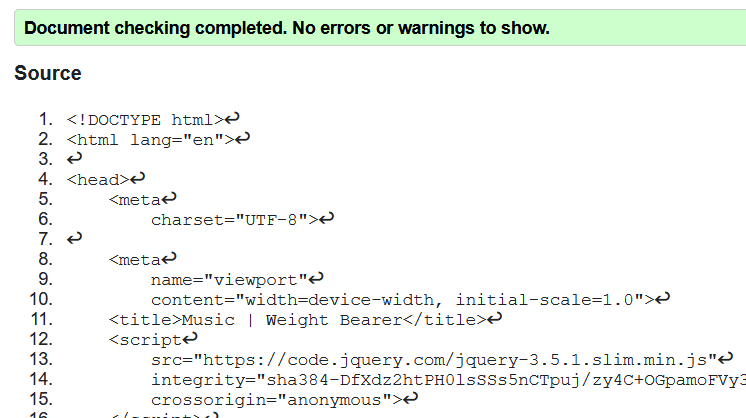 Document checking completed. No errors or warnings to show.
Source
1. <!DOCTYPE html>↩
2. <html lang="en">↩
3. ↩
4. <head>↩
5. <meta↩
6. charset="UTF-8">↩
7. ↩
8. <meta↩
9. name="viewport"↩
10. content="width=device-width, initial-scale=1.0">↩
11. <title>Music | Weight Bearer</title>↩
12. <script↩
13. src="https://code.jquery.com/jquery-3.5.1.slim.min.js"↩
14. integrity="sha384-DfXdz2htPH0lsSSs5nCTpuj/zy4C+OGpamoFVy3
15. crossorigin="anonymous">↩
16. </script>↩